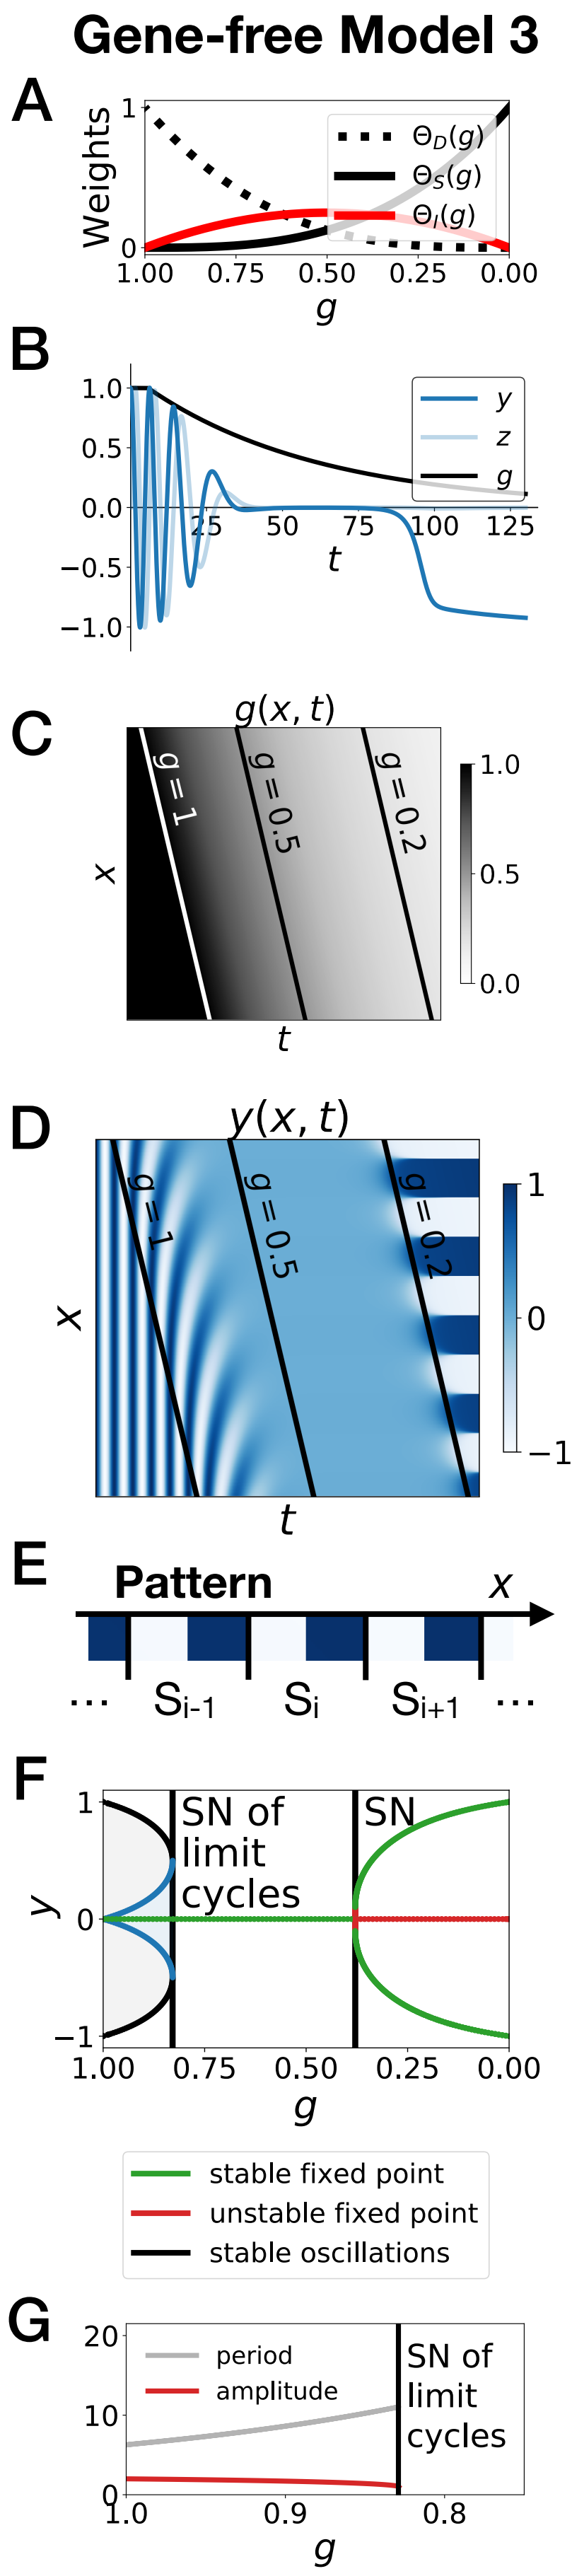 Gene-free Model 3
A
Weights
1
0
Θ_D(g)
Θ_S(g)
Θ_I(g)
1.00 0.75 0.50 0.25 0.00
g
B
1.0
0.5
0.0
−0.5
−1.0
y
z
g
25 50 75 100 125
t
C
g(x, t)
g = 1
g = 0.5
g = 0.2
x
t
1.0
0.5
0.0
D
y(x, t)
g = 1
g = 0.5
g = 0.2
x
t
1
0
−1
E
Pattern x
... S_{i-1} S_i S_{i+1} ...
F
1
0
−1
y
SN of
limit
cycles
SN
1.00 0.75 0.50 0.25 0.00
g
stable fixed point
unstable fixed point
stable oscillations
G
20
10
0
period
amplitude
SN of
limit
cycles
1.0 0.9 0.8
g